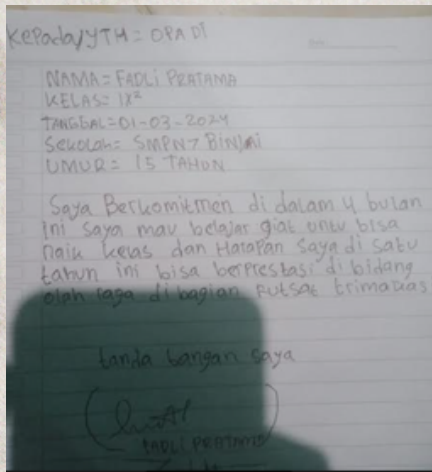 Kepada/YTH = OPA DI
NAMA = FADLI PRATAMA
KELAS = IX²
TANGGAL = 01-03-2024
Sekolah = SMPN 7 BINJAI
UMUR = 15 TAHUN
Saya Berkomitmen di dalam 4 bulan
ini saya mau belajar giat untu bisa
naik kelas dan Harapan saya di satu
tahun ini bisa berprestasi di bidang
olah raga di bagian Futsal trimakas
tanda tangan saya
FADLI PRATAMA